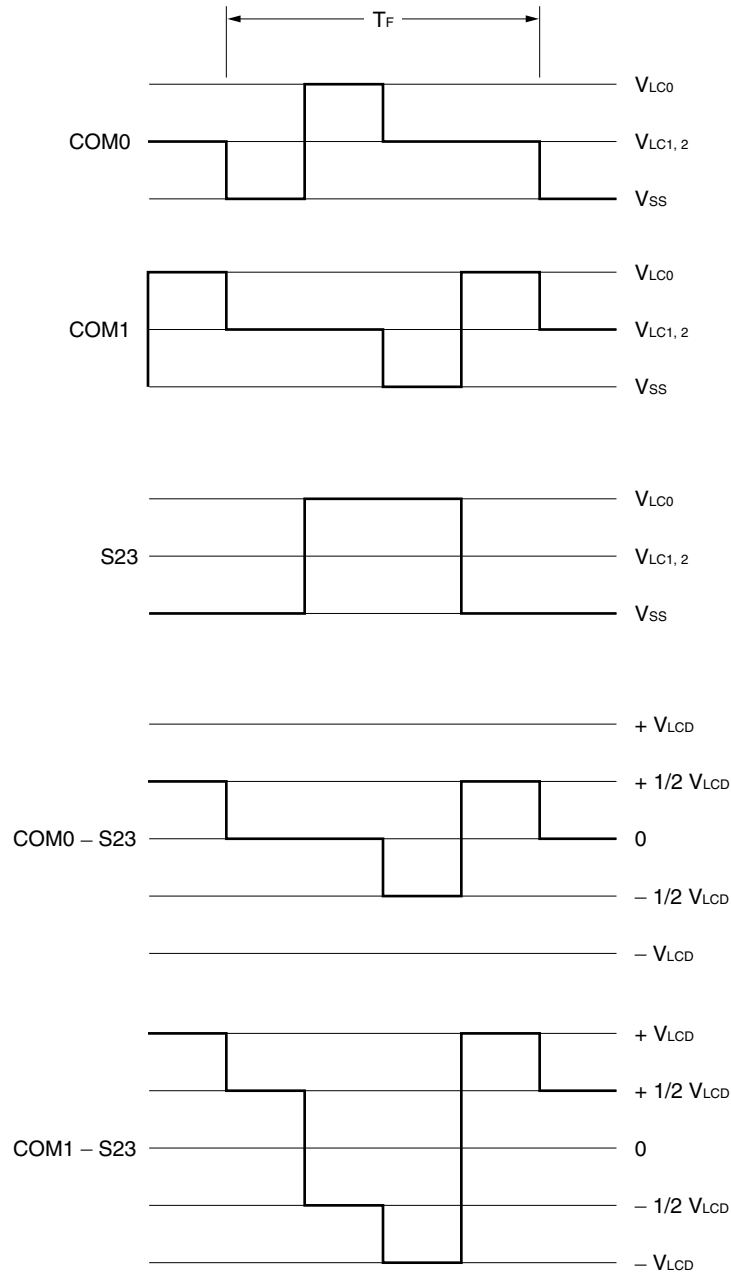 TF
VLC0
COM0
VLC1, 2
VSS
VLC0
COM1
VLC1, 2
VSS
VLC0
S23
VLC1, 2
VSS
+ VLCD
+ 1/2 VLCD
COM0 – S23
0
– 1/2 VLCD
– VLCD
+ VLCD
+ 1/2 VLCD
COM1 – S23
0
– 1/2 VLCD
– VLCD